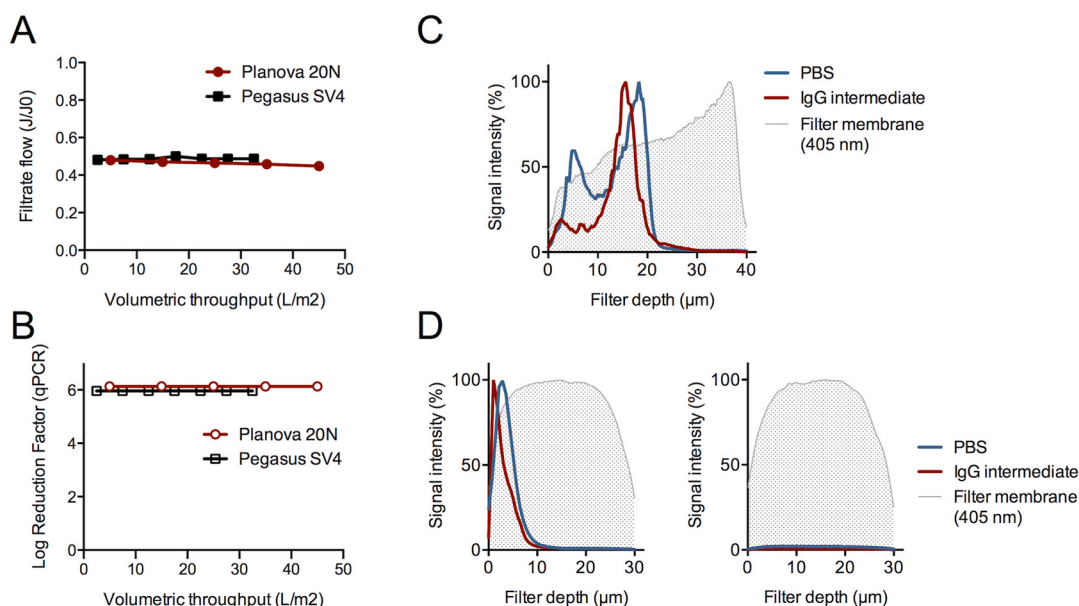 A
1.0
0.8
0.6
0.4
0.2
0.0
0
10
20
30
40
50
Filtrate flow (J/J0)
Volumetric throughput (L/m2)
Planova 20N
Pegasus SV4
B
6
4
2
0
0
10
20
30
40
50
Log Reduction Factor (qPCR)
Volumetric throughput (L/m2)
Planova 20N
Pegasus SV4
C
100
50
0
0
10
20
30
40
Signal intensity (%)
Filter depth (µm)
PBS
IgG intermediate
Filter membrane
(405 nm)
D
100
50
0
0
10
20
30
Signal intensity (%)
Filter depth (µm)
100
50
0
0
10
20
30
Signal intensity (%)
Filter depth (µm)
PBS
IgG intermediate
Filter membrane
(405 nm)